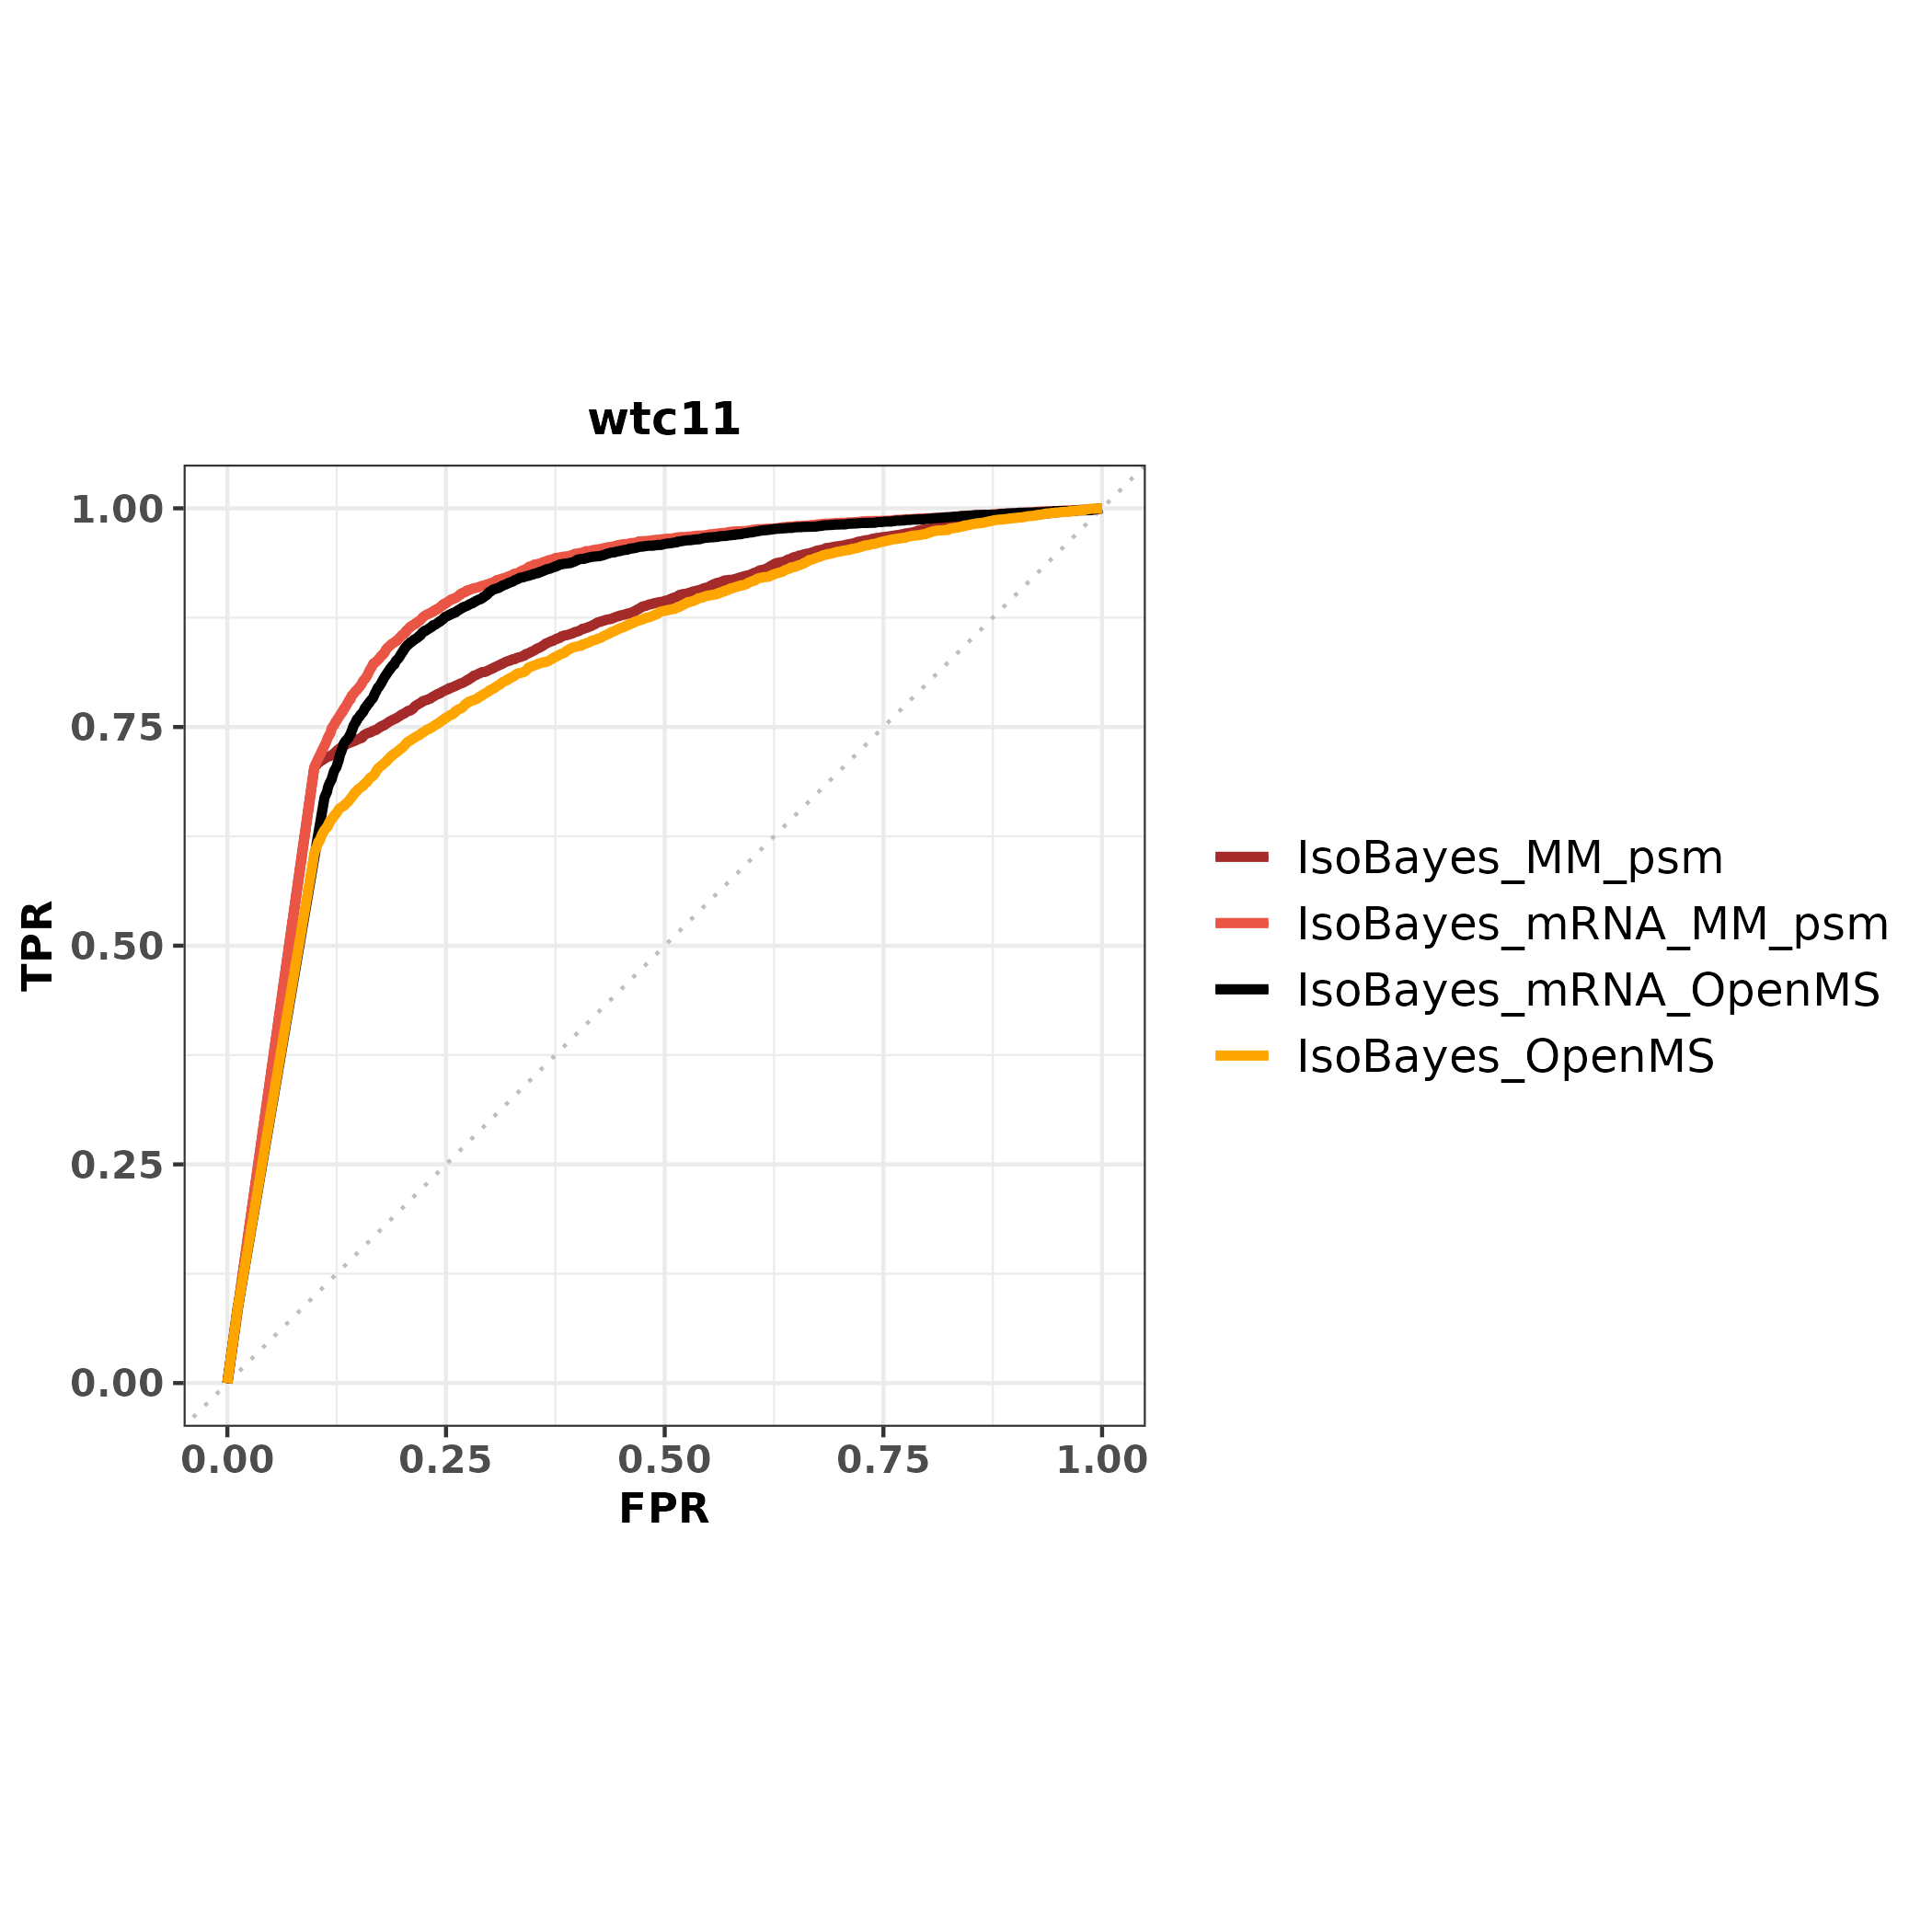 wtc11
1.00
0.75
0.50
0.25
0.00
TPR
0.00 0.25 0.50 0.75 1.00
FPR
IsoBayes_MM_psm
IsoBayes_mRNA_MM_psm
IsoBayes_mRNA_OpenMS
IsoBayes_OpenMS